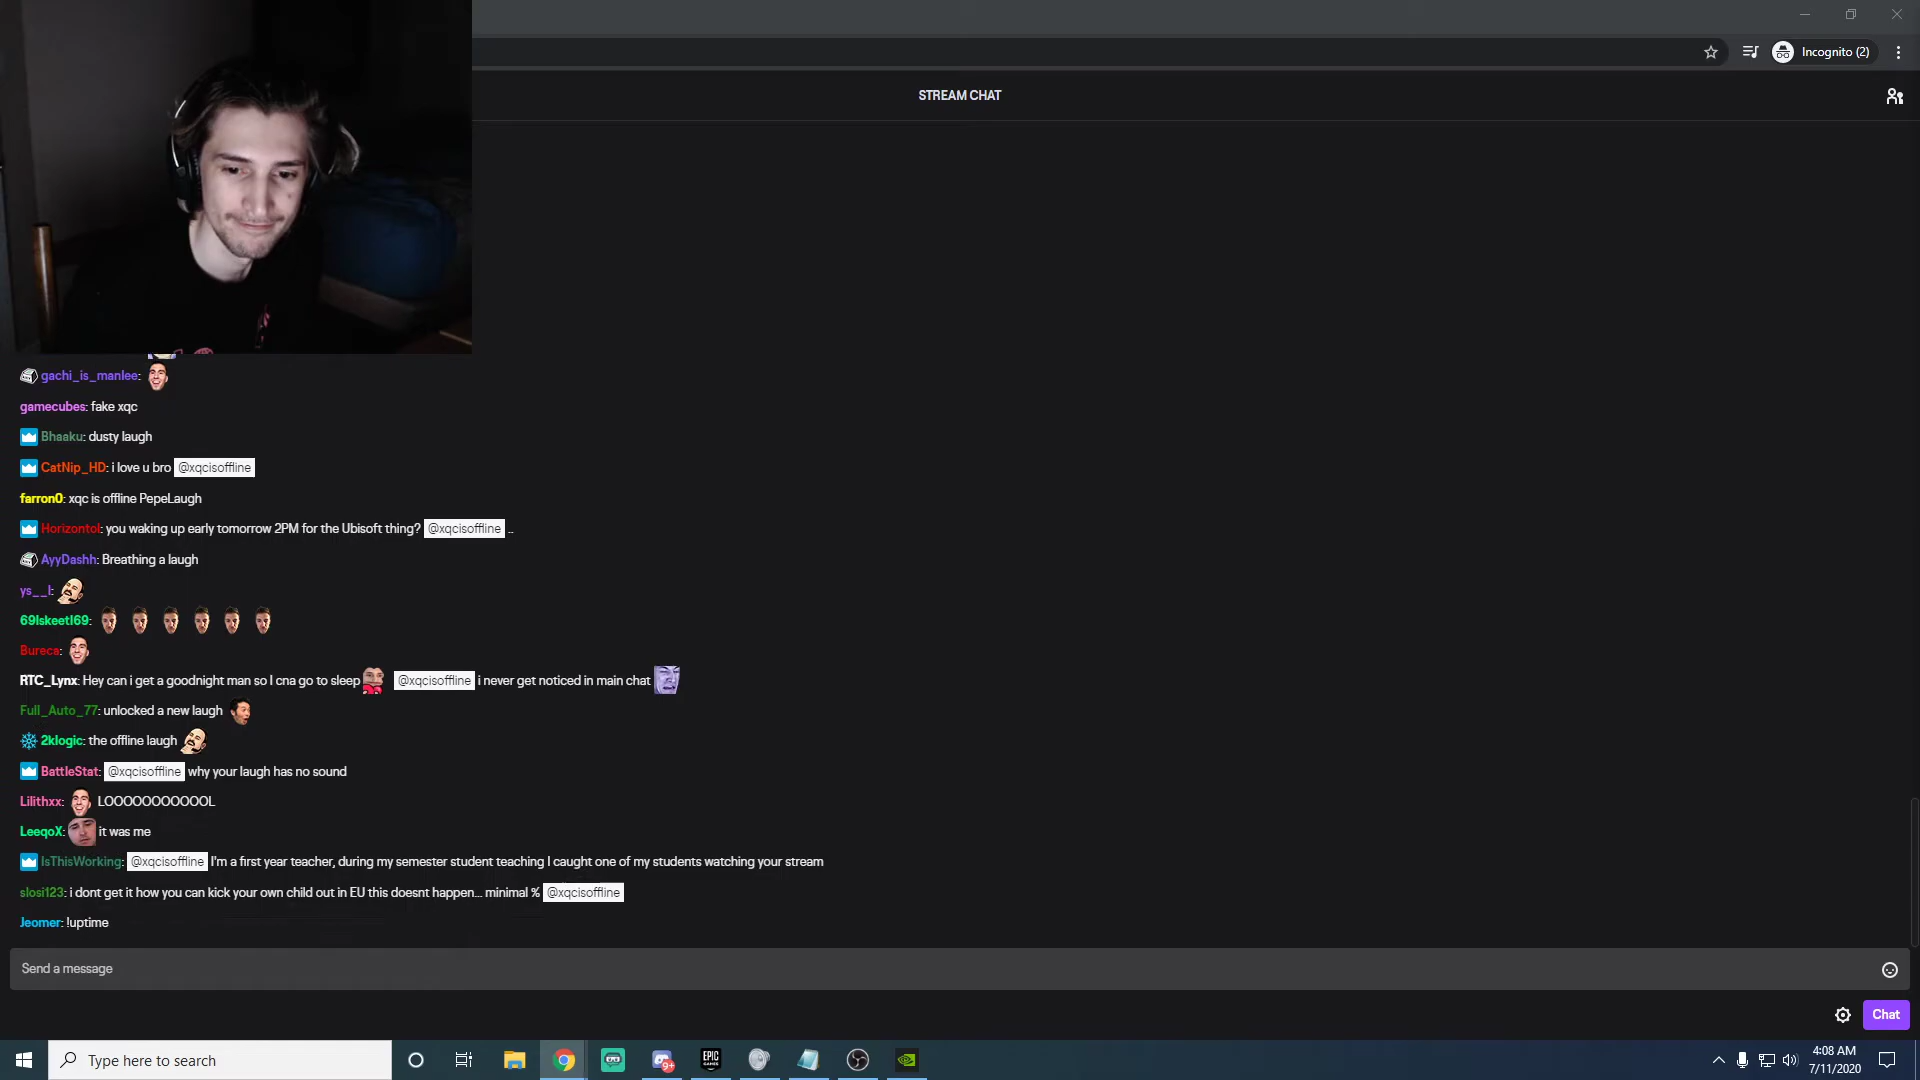 Incognito (2)
STREAM CHAT
gachi_is_manlee:
gamecubes: fake xqc
Bhaaku: dusty laugh
CatNip_HD: i love u bro @xqcisoffline
farron0: xqc is offline PepeLaugh
Horizontol: you waking up early tomorrow 2PM for the Ubisoft thing? @xqcisoffline ..
AyyDashh: Breathing a laugh
ys__l:
69lskeetl69:
Bureca:
RTC_Lynx: Hey can i get a goodnight man so I cna go to sleep @xqcisoffline i never get noticed in main chat
Full_Auto_77: unlocked a new laugh
2klogic: the offline laugh
BattleStat: @xqcisoffline why your laugh has no sound
Lilithxx: LOOOOOOOOOOOL
LeeqoX: it was me
IsThisWorking: @xqcisoffline I'm a first year teacher, during my semester student teaching I caught one of my students watching your stream
slosi123: i dont get it how you can kick your own child out in EU this doesnt happen... minimal % @xqcisoffline
Jeomer: !uptime
Send a message
Chat
Type here to search
9+
EPIC
GAMES
4:08 AM
7/11/2020